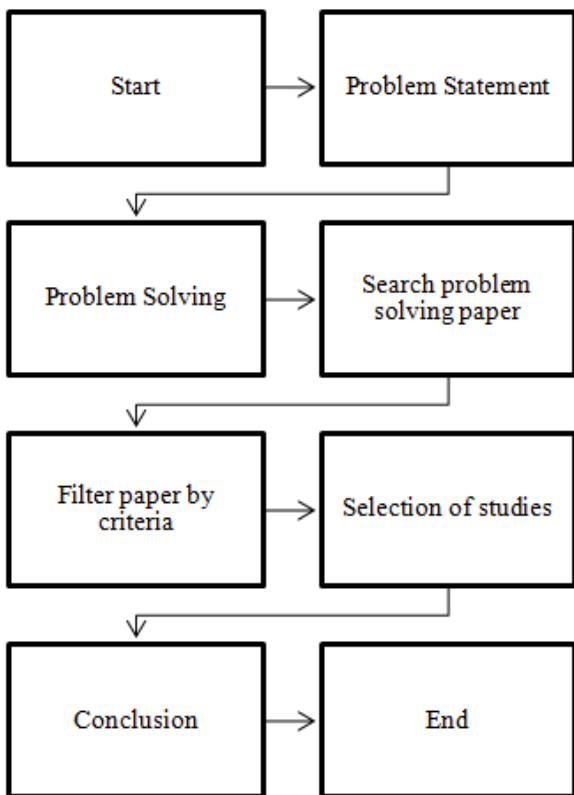 Start
Problem Statement
Problem Solving
Search problem
solving paper
Filter paper by
criteria
Selection of studies
Conclusion
End